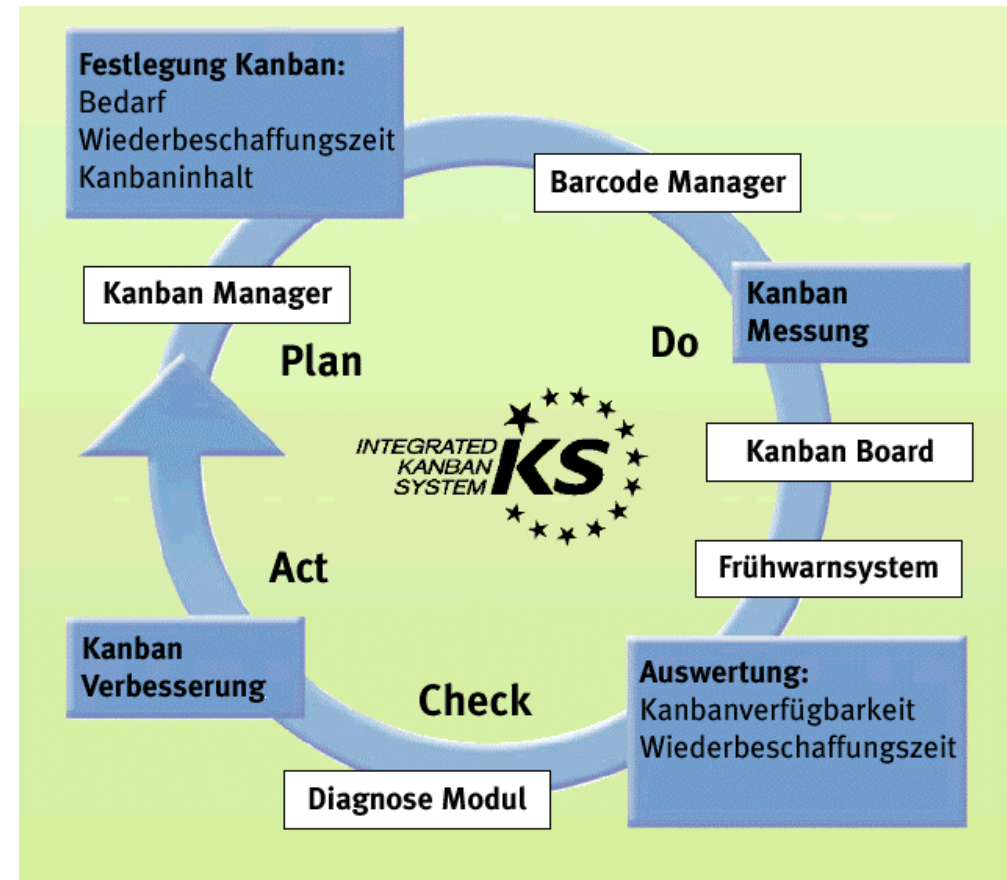 Festlegung Kanban:
Bedarf
Wiederbeschaffungszeit
Kanbaninhalt
Barcode Manager
Kanban Manager
Kanban
Messung
Plan
Do
INTEGRATED
KANBAN
SYSTEM
KS
Kanban Board
Frühwarnsystem
Act
Kanban
Verbesserung
Check
Auswertung:
Kanbanverfügbarkeit
Wiederbeschaffungszeit
Diagnose Modul